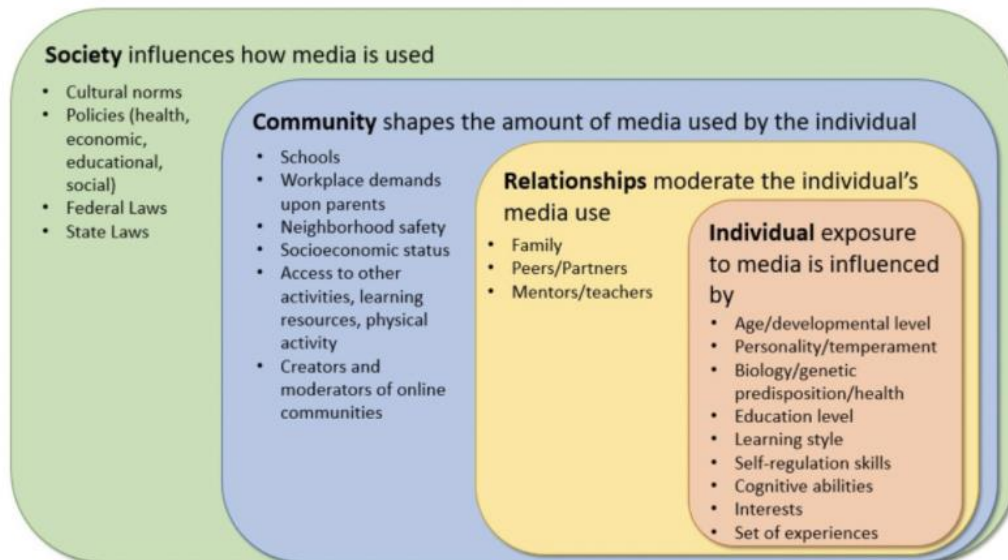 Society influences how media is used
• Cultural norms
• Policies (health,
economic,
educational,
social)
• Federal Laws
• State Laws
Community shapes the amount of media used by the individual
• Schools
• Workplace demands
upon parents
• Neighborhood safety
• Socioeconomic status
• Access to other
activities, learning
resources, physical
activity
• Creators and
moderators of online
communities
Relationships moderate the individual's
media use
• Family
• Peers/Partners
• Mentors/teachers
Individual exposure
to media is influenced
by
• Age/developmental level
• Personality/temperament
• Biology/genetic
predisposition/health
• Education level
• Learning style
• Self-regulation skills
• Cognitive abilities
• Interests
• Set of experiences